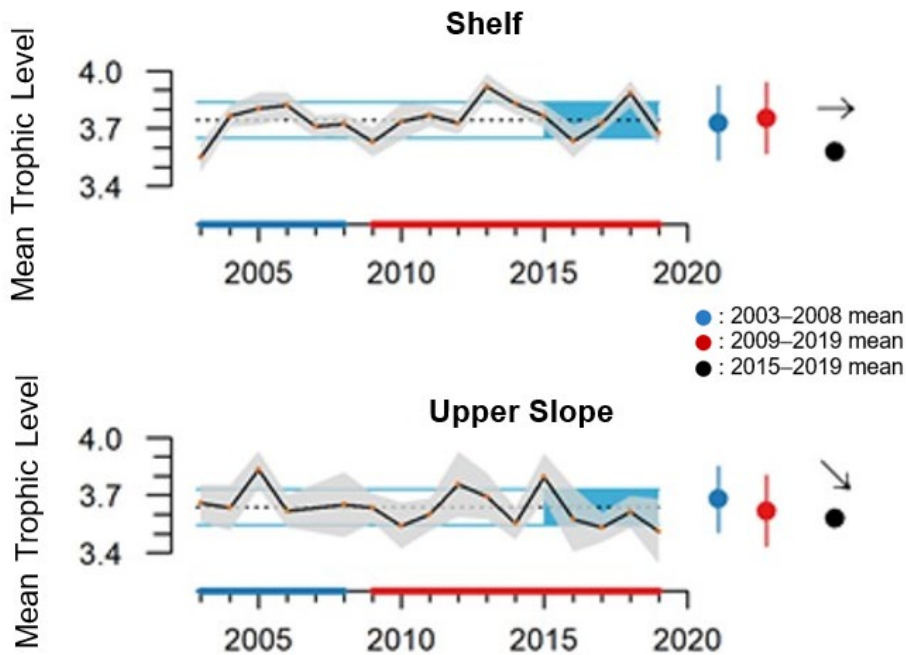 Shelf
Mean Trophic Level
4.0
3.7
3.4
2005 2010 2015 2020
: 2003–2008 mean
: 2009–2019 mean
: 2015–2019 mean
Upper Slope
Mean Trophic Level
4.0
3.7
3.4
2005 2010 2015 2020